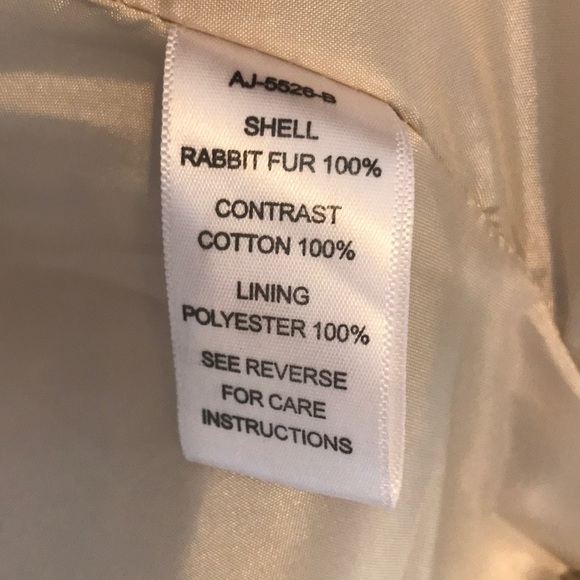 AJ-5526-B
SHELL
RABBIT FUR 100%
CONTRAST
COTTON 100%
LINING
POLYESTER 100%
SEE REVERSE
FOR CARE
INSTRUCTIONS